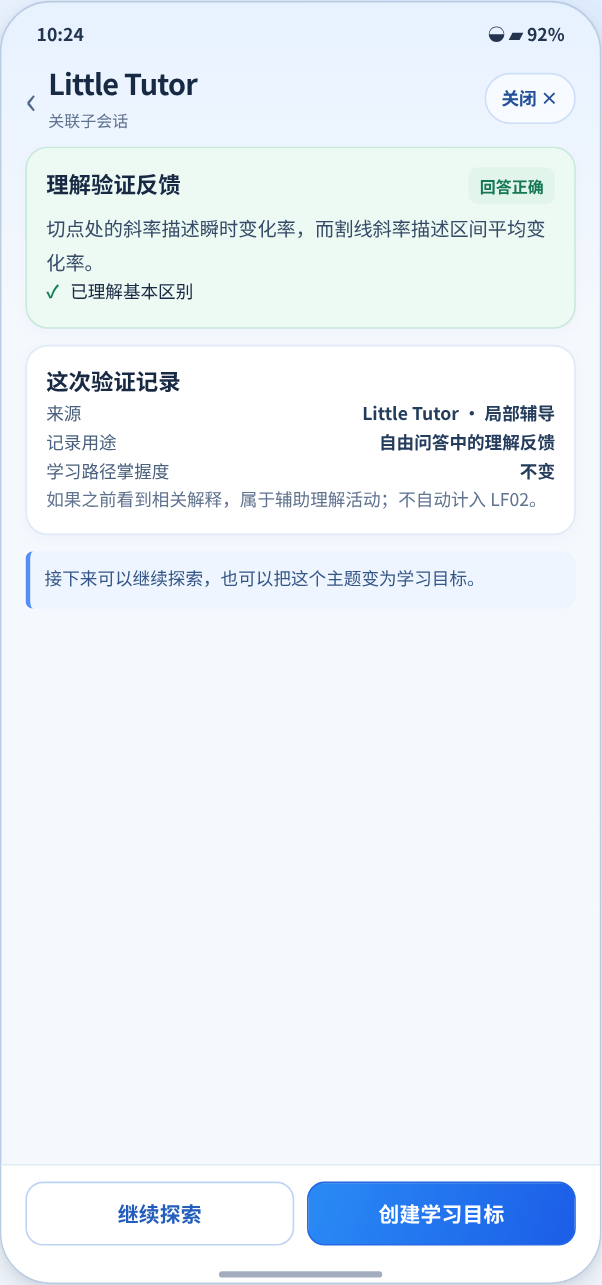 10:24
92%
Little Tutor
关联子会话
关闭 ✕
理解验证反馈
回答正确
切点处的斜率描述瞬时变化率，而割线斜率描述区间平均变
化率。
✓ 已理解基本区别
这次验证记录
来源 Little Tutor · 局部辅导
记录用途 自由问答中的理解反馈
学习路径掌握度 不变
如果之前看到相关解释，属于辅助理解活动；不自动计入 LF02。
接下来可以继续探索，也可以把这个主题变为学习目标。
继续探索
创建学习目标